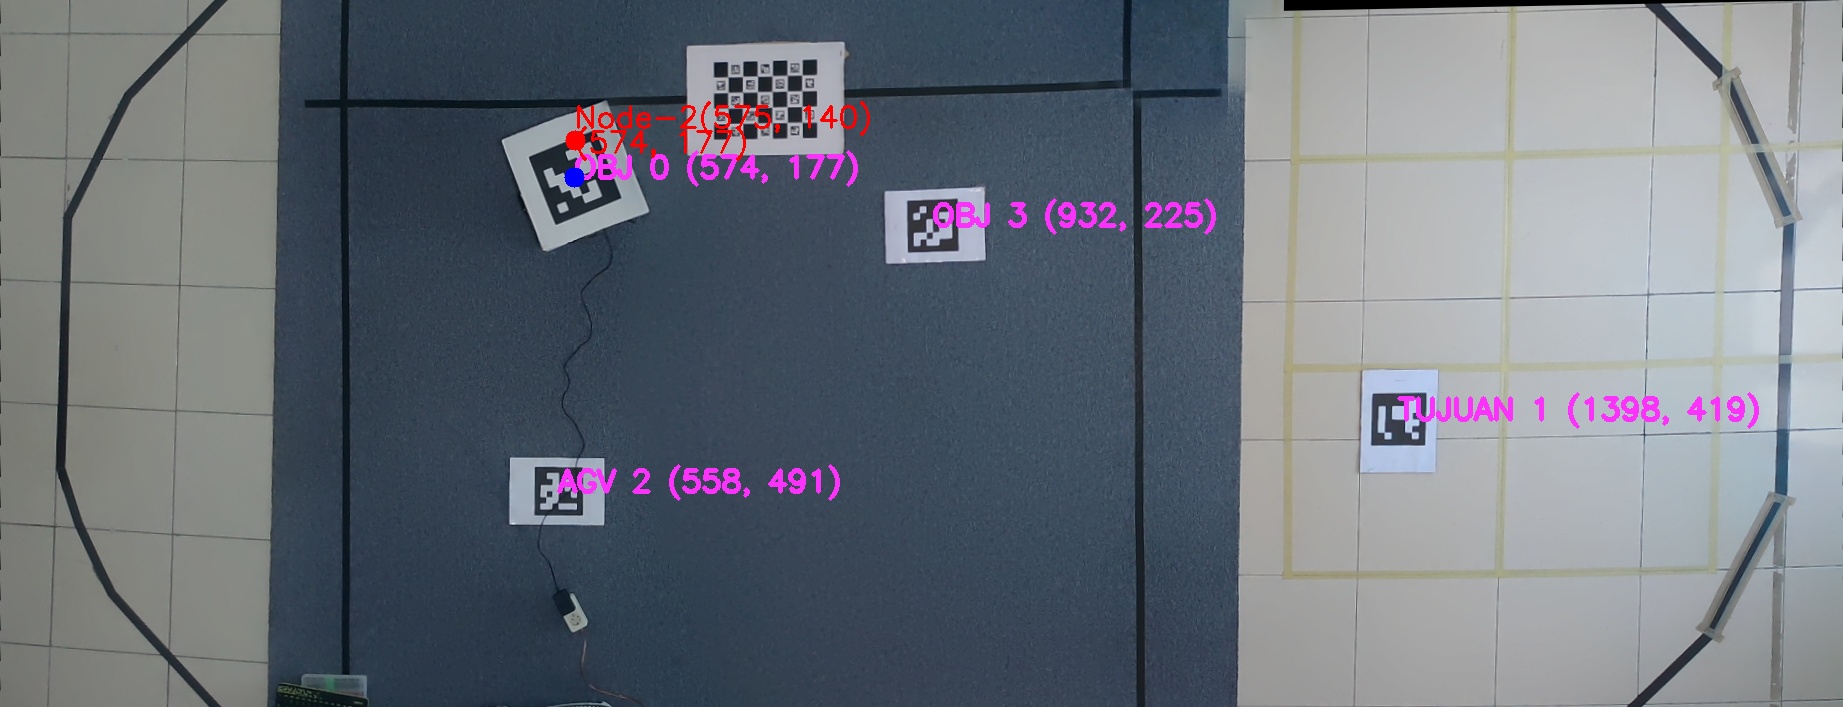 Node-2(575, 140)
(574, 177)
OBJ 0 (574, 177)
OBJ 3 (932, 225)
TUJUAN 1 (1398, 419)
AGV 2 (558, 491)